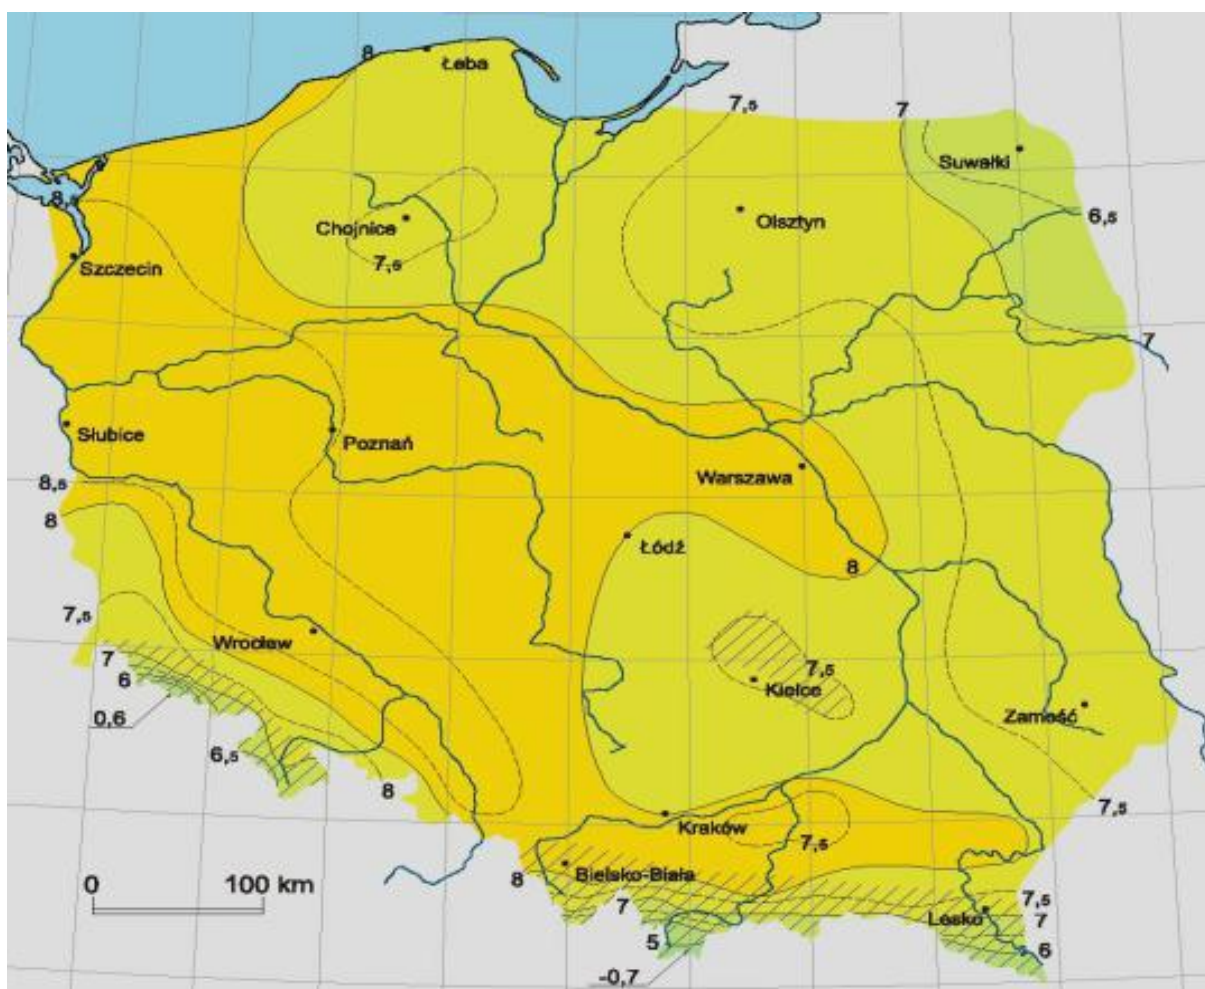 8
Łeba
7,5
7
Suwałki
8,5
6,5
Chojnice
Olsztyn
7,5
Szczecin
7
Słubice
Poznań
Warszawa
8,5
8
Łódź
8
7,5
Wrocław
7
7,5
6
Kielce
0,6
Zamość
6,5
8
7,5
Kraków
7,5
0
100 km
Bielsko-Biała
8
7
7,5
Lesko
7
5
6
-0,7